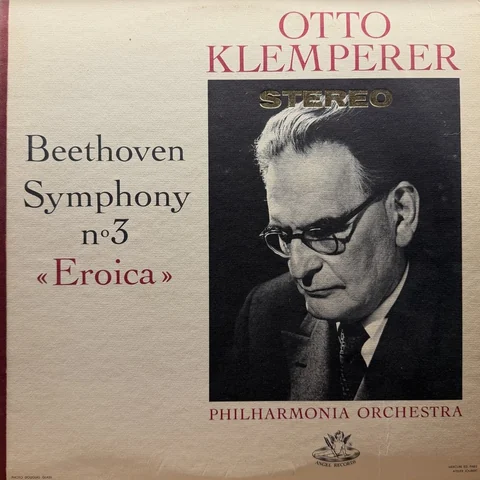 OTTO
KLEMPERER
STEREO
Beethoven
Symphony
nº3
« Eroica »
PHILHARMONIA ORCHESTRA
ANGEL RECORDS